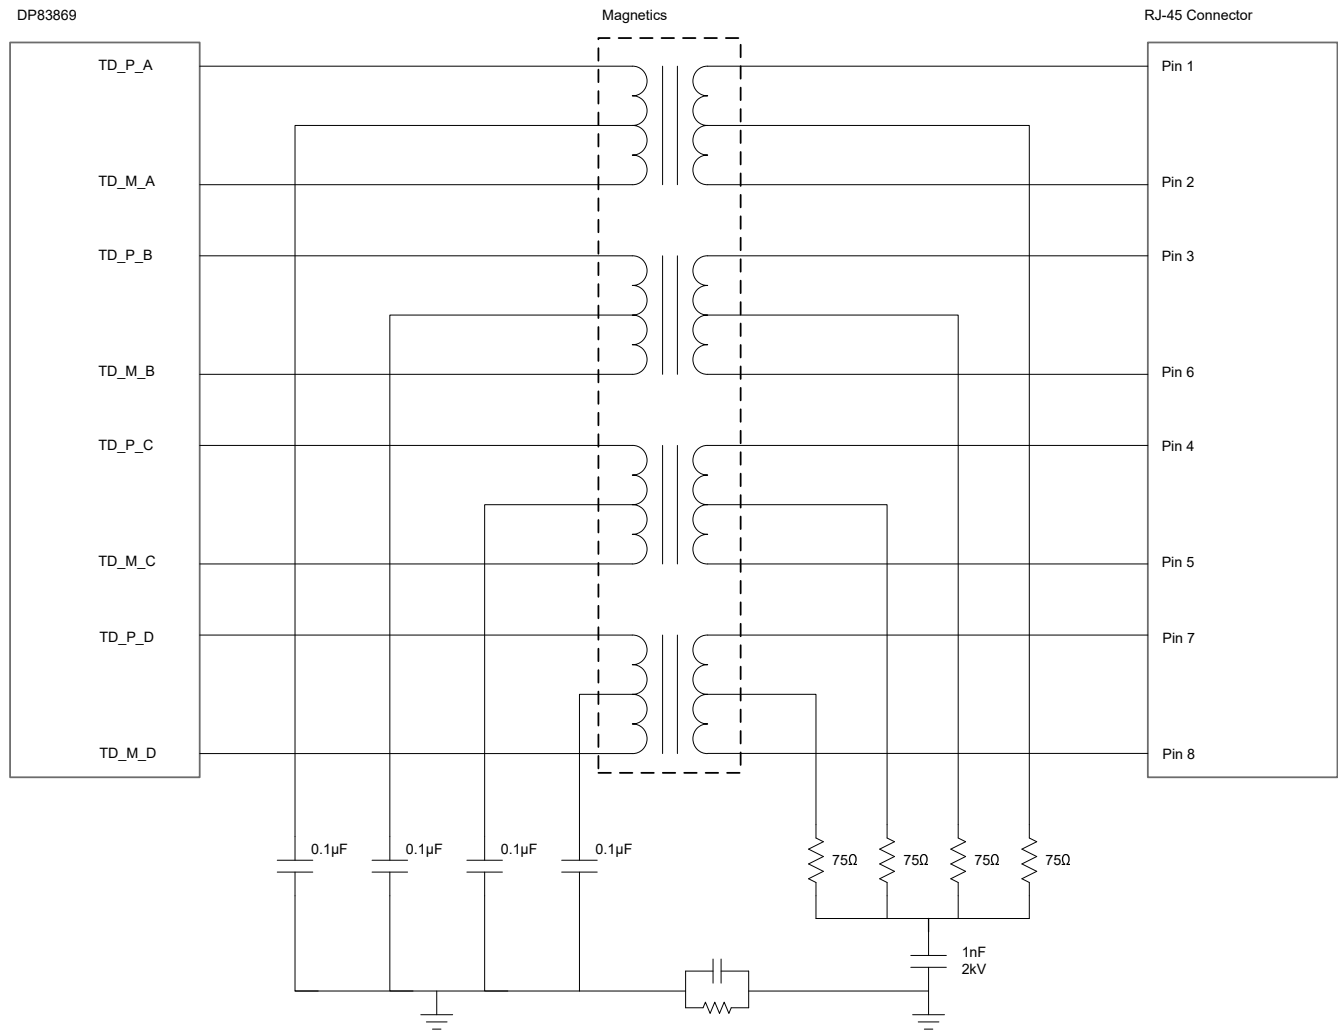 DP83869
Magnetics
RJ-45 Connector
TD_P_A
Pin 1
TD_M_A
Pin 2
TD_P_B
Pin 3
TD_M_B
Pin 6
TD_P_C
Pin 4
TD_M_C
Pin 5
TD_P_D
Pin 7
TD_M_D
Pin 8
0.1µF
0.1µF
0.1µF
0.1µF
75Ω
75Ω
75Ω
75Ω
1nF
2kV